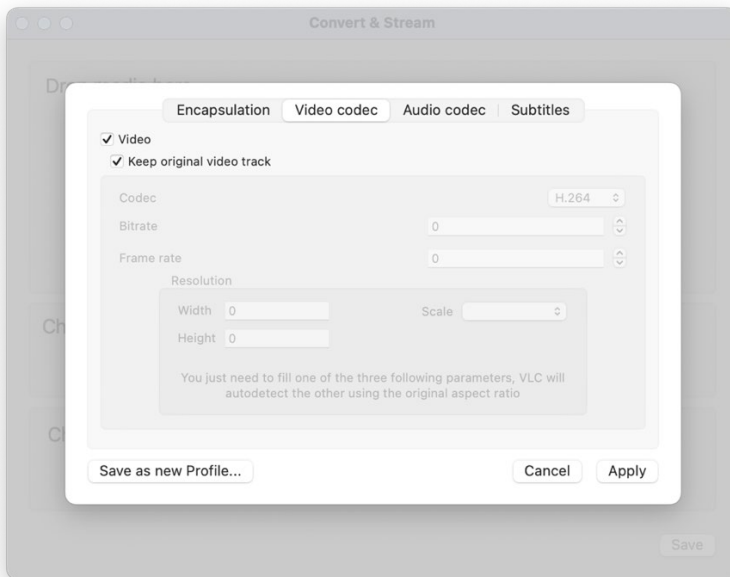 Convert & Stream
Encapsulation Video codec Audio codec Subtitles
Video
Keep original video track
Codec H.264
Bitrate 0
Frame rate 0
Resolution
Width 0 Scale
Height 0
You just need to fill one of the three following parameters, VLC will
autodetect the other using the original aspect ratio
Save as new Profile... Cancel Apply
Save